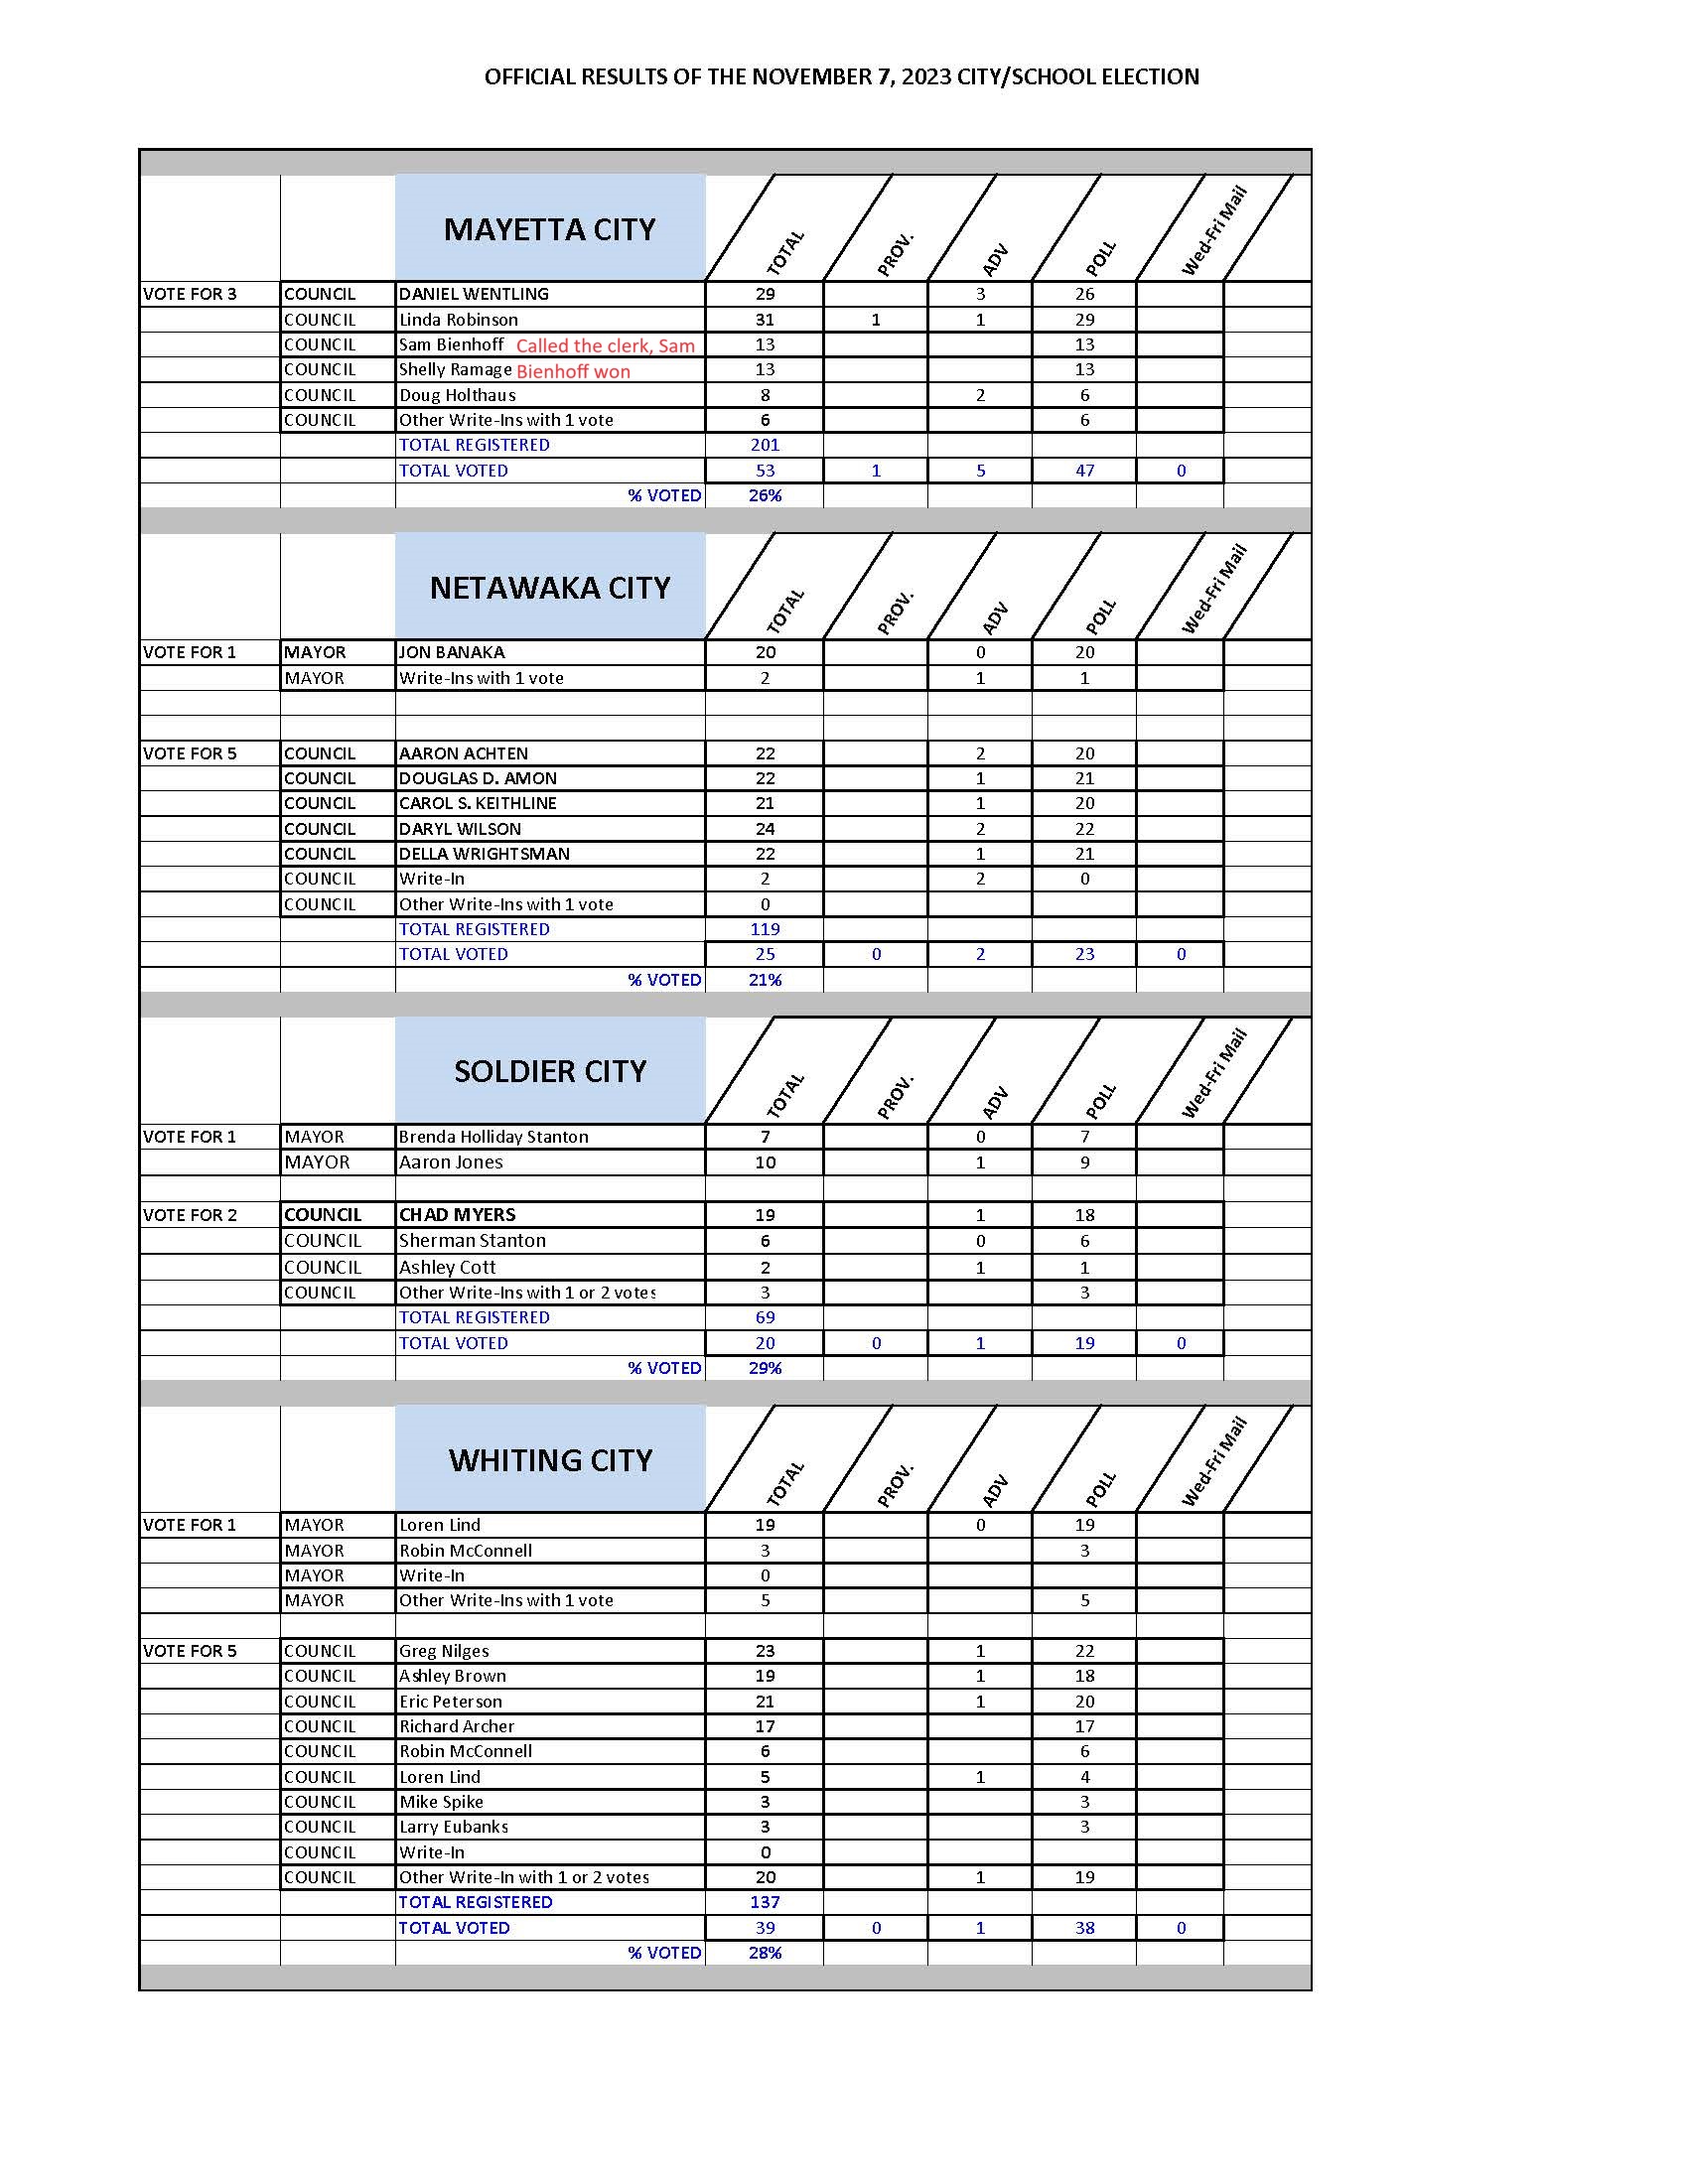 OFFICIAL RESULTS OF THE NOVEMBER 7, 2023 CITY/SCHOOL ELECTION
MAYETTA CITY TOTAL PROV. ADV POLL Wed-Fri Mail
VOTE FOR 3 COUNCIL DANIEL WENTLING 29 3 26
COUNCIL Linda Robinson 31 1 1 29
COUNCIL Sam Bienhoff Called the clerk, Sam 13 13
COUNCIL Shelly Ramage Bienhoff won 13 13
COUNCIL Doug Holthaus 8 2 6
COUNCIL Other Write-Ins with 1 vote 6 6
TOTAL REGISTERED 201
TOTAL VOTED 53 1 5 47 0
% VOTED 26%
NETAWAKA CITY TOTAL PROV. ADV POLL Wed-Fri Mail
VOTE FOR 1 MAYOR JON BANAKA 20 0 20
MAYOR Write-Ins with 1 vote 2 1 1
VOTE FOR 5 COUNCIL AARON ACHTEN 22 2 20
COUNCIL DOUGLAS D. AMON 22 1 21
COUNCIL CAROL S. KEITHLINE 21 1 20
COUNCIL DARYL WILSON 24 2 22
COUNCIL DELLA WRIGHTSMAN 22 1 21
COUNCIL Write-In 2 2 0
COUNCIL Other Write-Ins with 1 vote 0
TOTAL REGISTERED 119
TOTAL VOTED 25 0 2 23 0
% VOTED 21%
SOLDIER CITY TOTAL PROV. ADV POLL Wed-Fri Mail
VOTE FOR 1 MAYOR Brenda Holliday Stanton 7 0 7
MAYOR Aaron Jones 10 1 9
VOTE FOR 2 COUNCIL CHAD MYERS 19 1 18
COUNCIL Sherman Stanton 6 0 6
COUNCIL Ashley Cott 2 1 1
COUNCIL Other Write-Ins with 1 or 2 votes 3 3
TOTAL REGISTERED 69
TOTAL VOTED 20 0 1 19 0
% VOTED 29%
WHITING CITY TOTAL PROV. ADV POLL Wed-Fri Mail
VOTE FOR 1 MAYOR Loren Lind 19 0 19
MAYOR Robin McConnell 3 3
MAYOR Write-In 0
MAYOR Other Write-Ins with 1 vote 5 5
VOTE FOR 5 COUNCIL Greg Nilges 23 1 22
COUNCIL Ashley Brown 19 1 18
COUNCIL Eric Peterson 21 1 20
COUNCIL Richard Archer 17 17
COUNCIL Robin McConnell 6 6
COUNCIL Loren Lind 5 1 4
COUNCIL Mike Spike 3 3
COUNCIL Larry Eubanks 3 3
COUNCIL Write-In 0
COUNCIL Other Write-In with 1 or 2 votes 20 1 19
TOTAL REGISTERED 137
TOTAL VOTED 39 0 1 38 0
% VOTED 28%